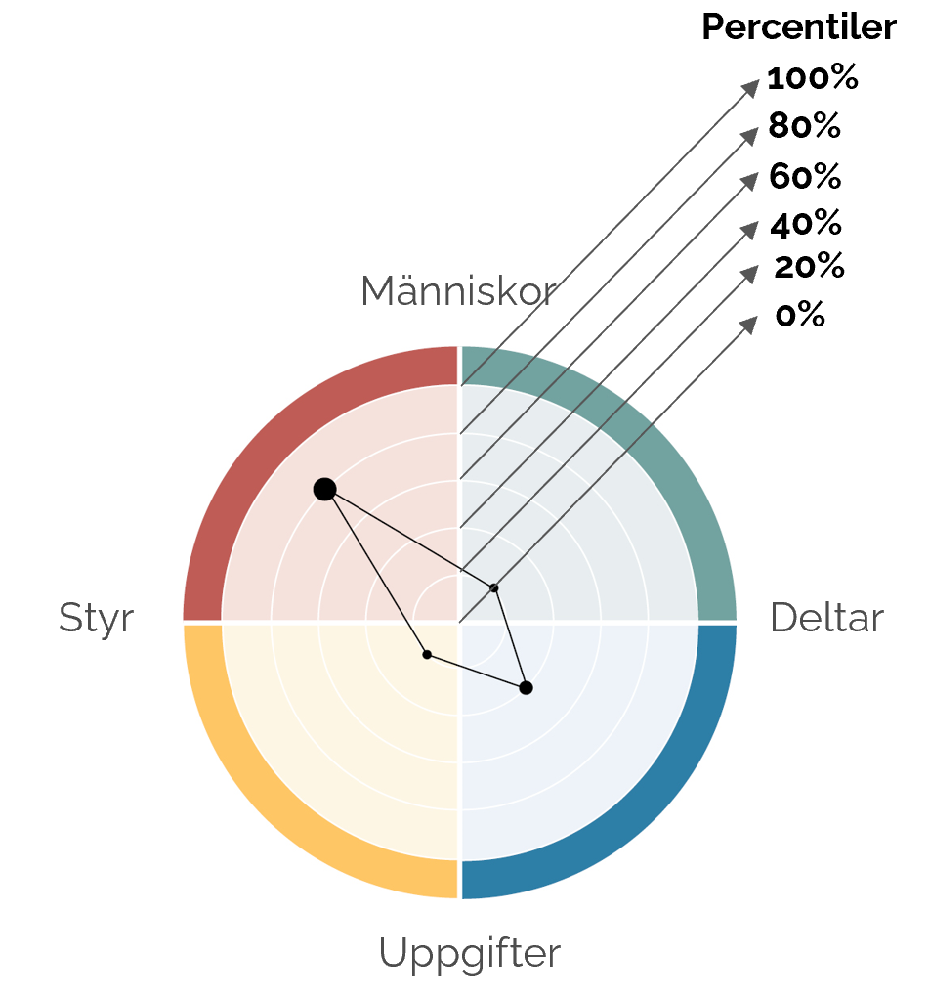 Percentiler
100%
80%
60%
40%
20%
0%
Människor
Styr
Deltar
Uppgifter